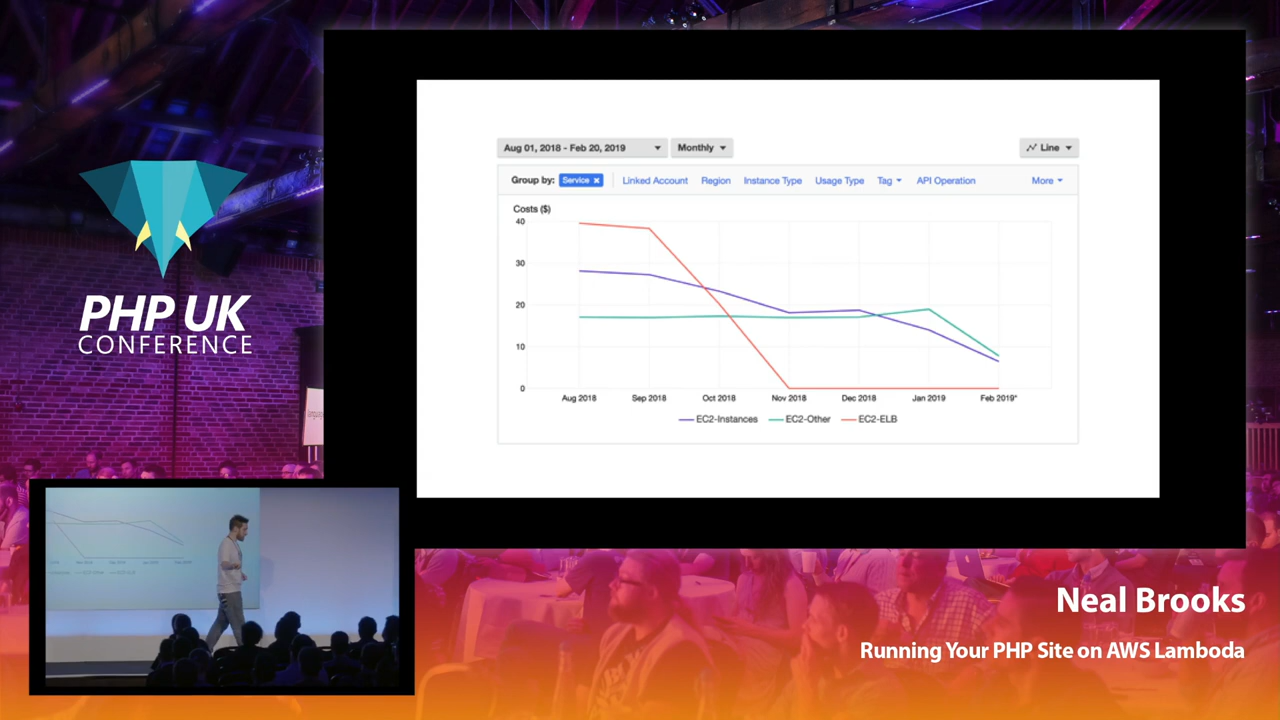 PHP UK
CONFERENCE
Aug 01, 2018 - Feb 20, 2019 Monthly Line
Group by: Service × Linked Account Region Instance Type Usage Type Tag API Operation More
Costs ($)
40
30
20
10
0
Aug 2018 Sep 2018 Oct 2018 Nov 2018 Dec 2018 Jan 2019 Feb 2019*
EC2-Instances EC2-Other EC2-ELB
Neal Brooks
Running Your PHP Site on AWS Lamboda